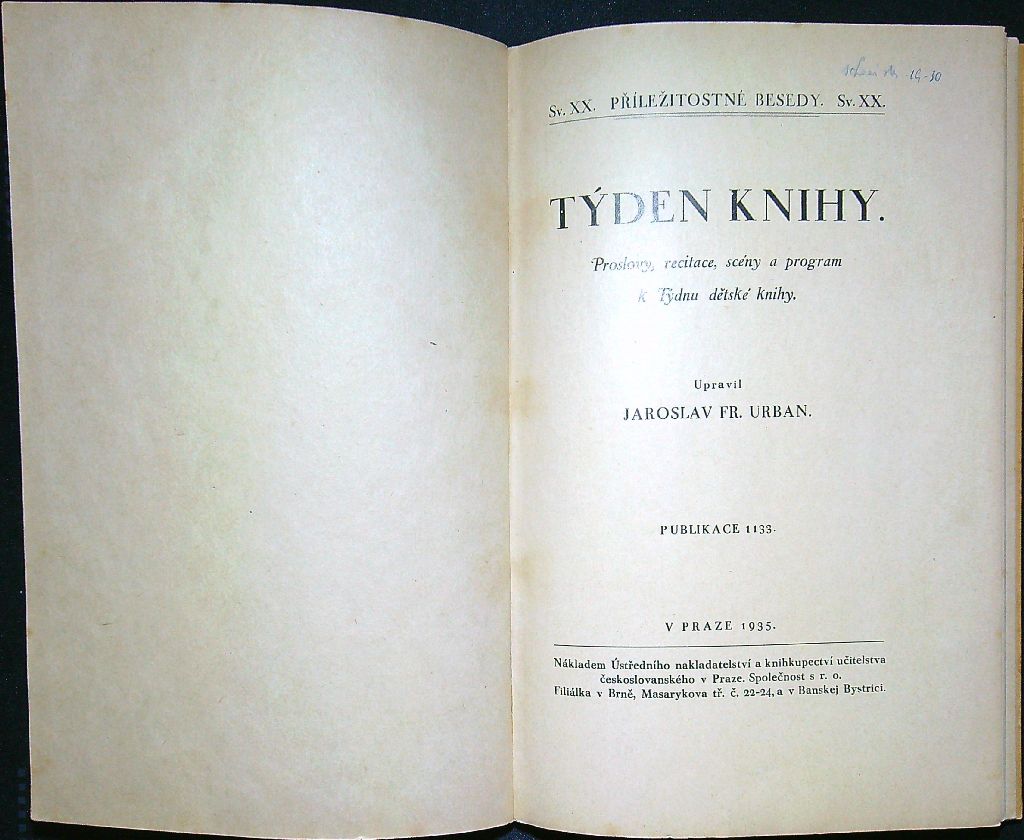 Sv. XX. PŘÍLEŽITOSTNÉ BESEDY. Sv. XX.
TÝDEN KNIHY.
Proslovy, recitace, scény a program
k Týdnu dětské knihy.
Upravil
JAROSLAV FR. URBAN.
PUBLIKACE 1133.
V PRAZE 1935.
Nákladem Ústředního nakladatelství a knihkupectví učitelstva
československého v Praze. Společnost s r. o.
Filiálka v Brně, Masarykova tř. č. 22-24, a v Banskej Bystrici.